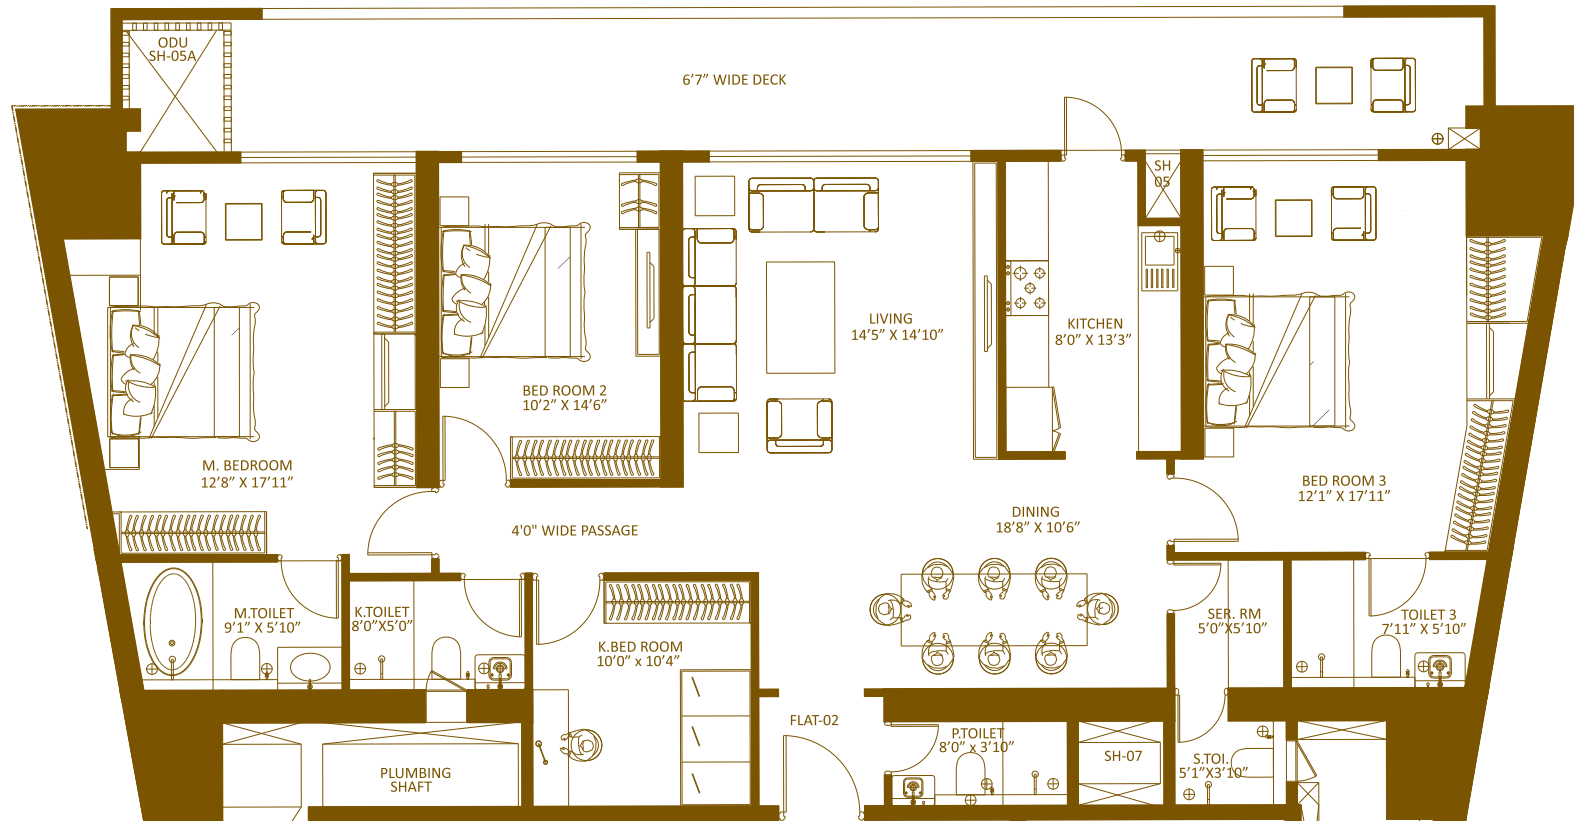 ODU
SH-05A
6’7” WIDE DECK
SH
05
LIVING
14’5” X 14’10”
KITCHEN
8’0” X 13’3”
BED ROOM 2
10’2” X 14’6”
M. BEDROOM
12’8” X 17’11”
BED ROOM 3
12’1” X 17’11”
4'0" WIDE PASSAGE
DINING
18’8” X 10’6”
M.TOILET
9’1” X 5’10”
K.TOILET
8’0”X5’0”
SER. RM
5’0”X5’10”
TOILET 3
7’11” X 5’10”
K.BED ROOM
10’0” x 10’4”
FLAT-02
P.TOILET
8’0” x 3’10”
SH-07
S.TOI.
5’1”X3’10”
PLUMBING
SHAFT